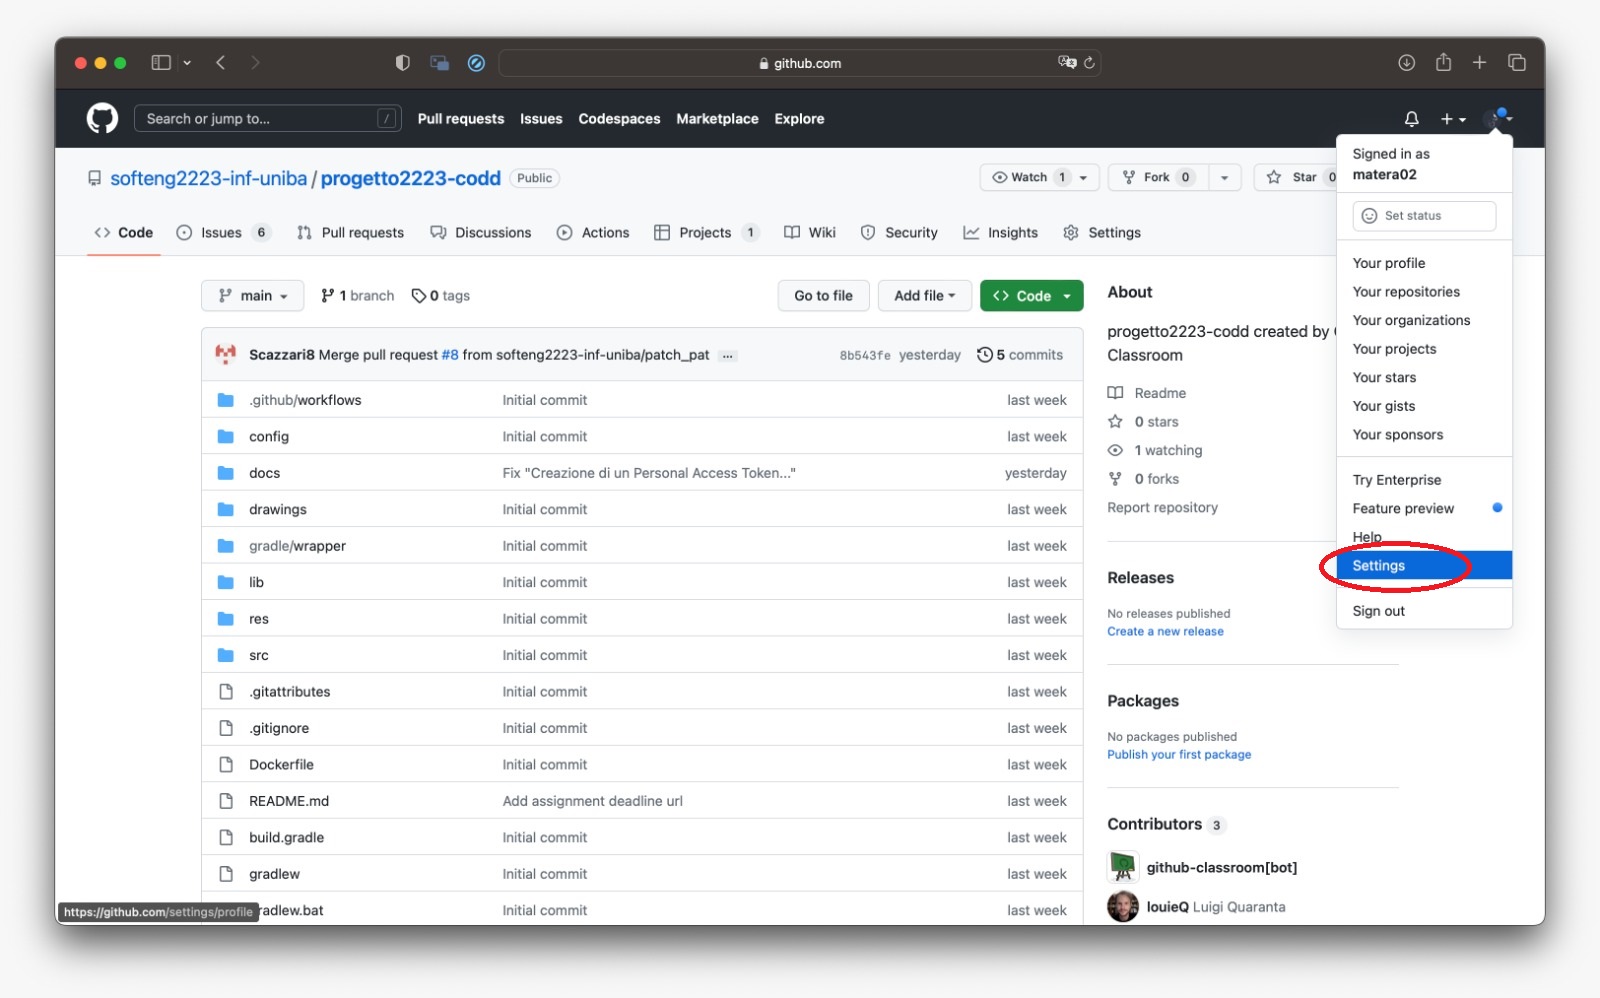 github.com
Search or jump to... /
Pull requests Issues Codespaces Marketplace Explore
Signed in as
matera02
Set status
Your profile
Your repositories
Your organizations
Your projects
Your stars
Your gists
Your sponsors
Try Enterprise
Feature preview
Help
Settings
Sign out
softeng2223-inf-uniba / progetto2223-codd Public
Watch 1
Fork 0
Star 0
Code
Issues 6
Pull requests
Discussions
Actions
Projects 1
Wiki
Security
Insights
Settings
main
1 branch
0 tags
Go to file
Add file
Code
Scazzari8 Merge pull request #8 from softeng2223-inf-uniba/patch_pat ... 8b543fe yesterday 5 commits
.github/workflows Initial commit last week
config Initial commit last week
docs Fix "Creazione di un Personal Access Token..." yesterday
drawings Initial commit last week
gradle/wrapper Initial commit last week
lib Initial commit last week
res Initial commit last week
src Initial commit last week
.gitattributes Initial commit last week
.gitignore Initial commit last week
Dockerfile Initial commit last week
README.md Add assignment deadline url last week
build.gradle Initial commit last week
gradlew Initial commit last week
radlew.bat Initial commit last week
About
progetto2223-codd created by
Classroom
Readme
0 stars
1 watching
0 forks
Report repository
Releases
No releases published
Create a new release
Packages
No packages published
Publish your first package
Contributors 3
github-classroom[bot]
louieQ Luigi Quaranta
https://github.com/settings/profile